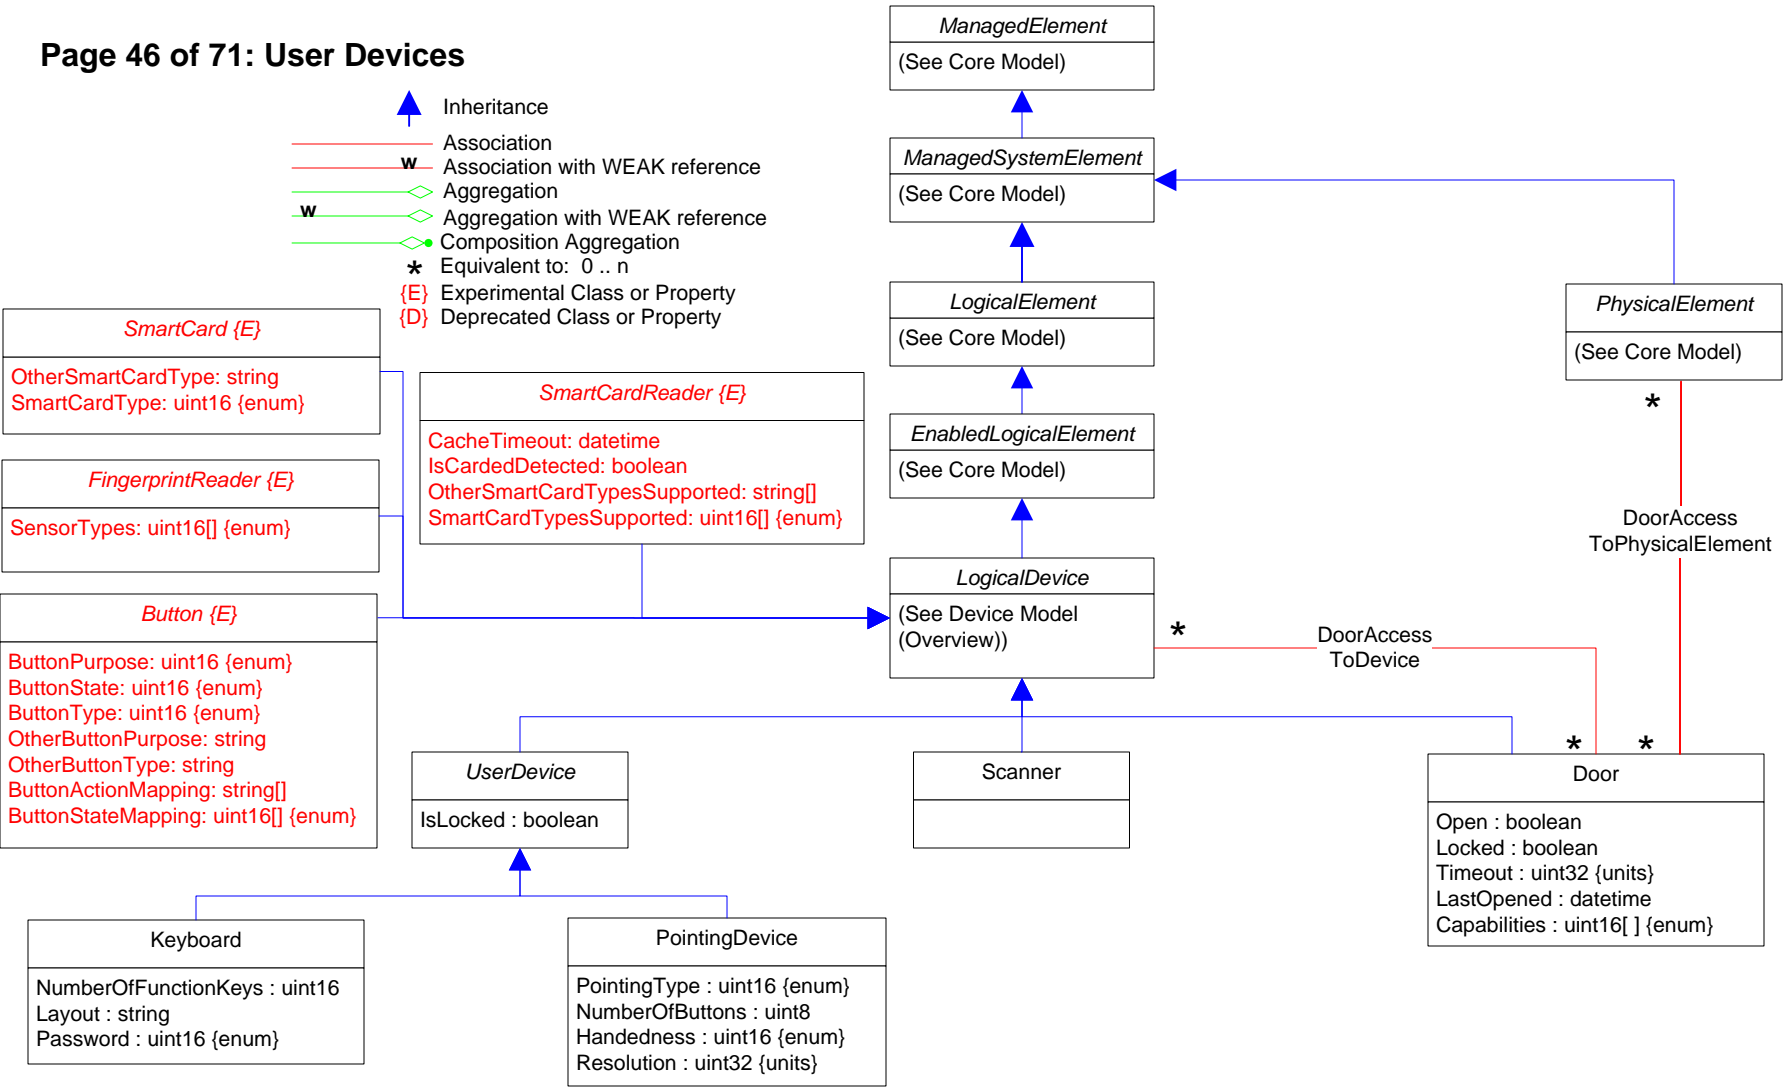 Page 46 of 71: User Devices
Inheritance
Association
w
Association with WEAK reference
Aggregation
w
Aggregation with WEAK reference
Composition Aggregation
* Equivalent to: 0 .. n
{E} Experimental Class or Property
{D} Deprecated Class or Property
ManagedElement
(See Core Model)
ManagedSystemElement
(See Core Model)
LogicalElement
(See Core Model)
PhysicalElement
(See Core Model)
*
EnabledLogicalElement
(See Core Model)
SmartCard {E}
OtherSmartCardType: string
SmartCardType: uint16 {enum}
SmartCardReader {E}
CacheTimeout: datetime
IsCardedDetected: boolean
OtherSmartCardTypesSupported: string[]
SmartCardTypesSupported: uint16[] {enum}
FingerprintReader {E}
SensorTypes: uint16[] {enum}
DoorAccess
ToPhysicalElement
LogicalDevice
(See Device Model
(Overview))
*
DoorAccess
ToDevice
Button {E}
ButtonPurpose: uint16 {enum}
ButtonState: uint16 {enum}
ButtonType: uint16 {enum}
OtherButtonPurpose: string
OtherButtonType: string
ButtonActionMapping: string[]
ButtonStateMapping: uint16[] {enum}
UserDevice
IsLocked : boolean
Scanner
* *
Door
Open : boolean
Locked : boolean
Timeout : uint32 {units}
LastOpened : datetime
Capabilities : uint16[ ] {enum}
Keyboard
NumberOfFunctionKeys : uint16
Layout : string
Password : uint16 {enum}
PointingDevice
PointingType : uint16 {enum}
NumberOfButtons : uint8
Handedness : uint16 {enum}
Resolution : uint32 {units}